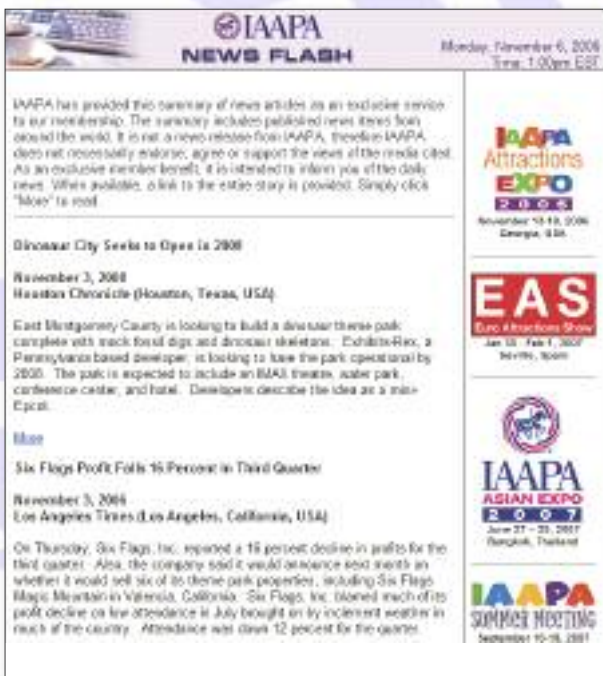 IAAPA
NEWS FLASH
Monday, November 6, 2006
Time: 1:00pm EST
IAAPA has provided this summary of news articles as an exclusive service
to our membership. The summary includes published news items from
around the world. It is not a news release from IAAPA, therefore IAAPA
does not necessarily endorse, agree or support the views of the media cited.
As an exclusive member benefit, it is intended to inform you of the daily
news. When available, a link to the entire story is provided. Simply click
"More" to read.
Dinosaur City Seeks to Open in 2008
November 3,
Houston Chronicle (Houston, Texas, USA)
East Montgomery County is looking to build a dinosaur theme park
complete with mock fossil digs and dinosaur skeletons. Exhibits-Rex, a
Pennsylvania based developer, is looking to have the park operational by
2008. The park is expected to include an IMAX theatre, water park,
conference center, and hotel. Developers describe the idea as a mini-
Epcot.
More
Six Flags Profit Falls 16 Percent in Third Quarter
November 3, 2006
Los Angeles Times (Los Angeles, California, USA)
On Thursday, Six Flags, Inc. reported a 16 percent decline in profits for the
third quarter. Also, the company said it would announce next month on
whether it would sell six of its theme park properties, including Six Flags
Magic Mountain in Valencia, California. Six Flags, Inc. blamed much of its
profit decline on low attendance in July brought on by inclement weather in
much of the country. Attendance was down 12 percent for the quarter.
IAAPA
Attractions
EXPO
2006
November 2006
Georgia, USA
EAS
Euro Attractions Show
Feb 1, 2007
Seville, Spain
IAAPA
ASIAN EXPO
2007
June 27 – 29, 2007
Bangkok, Thailand
IAAPA
SUMMER MEETING
September 2007